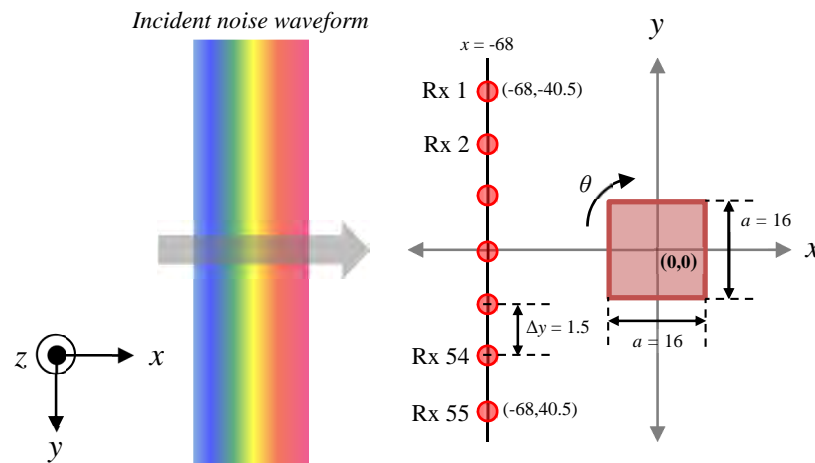 Incident noise waveform
x = -68
y
Rx 1
(-68,-40.5)
Rx 2
θ
a = 16
(0,0)
x
Δy = 1.5
a = 16
Rx 54
Rx 55
(-68,40.5)
z
x
y